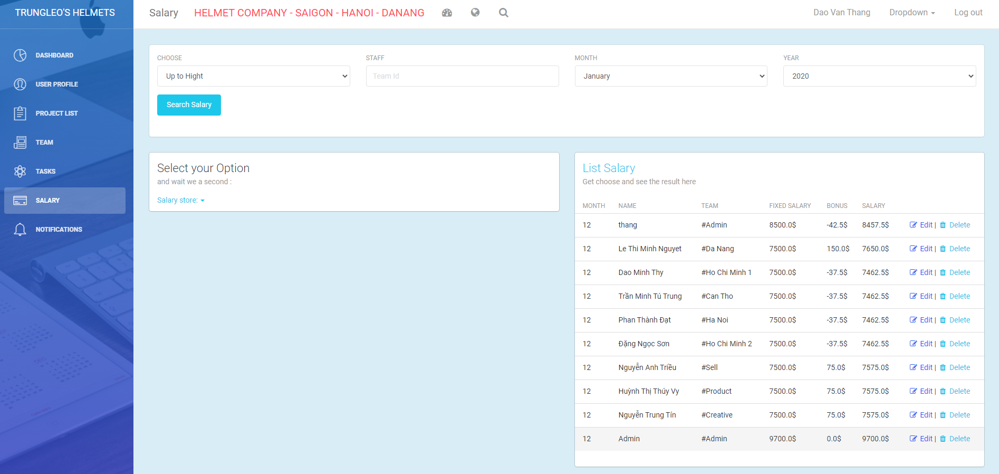 TRUNGLEO'S HELMETS
Salary HELMET COMPANY - SAIGON - HANOI - DANANG Dao Van Thang Dropdown Log out
DASHBOARD
USER PROFILE
PROJECT LIST
TEAM
TASKS
SALARY
NOTIFICATIONS
CHOOSE STAFF MONTH YEAR
Up to Hight Team Id January 2020
Search Salary
Select your Option
and wait we a second :
Salary store:
List Salary
Get choose and see the result here
MONTH NAME TEAM FIXED SALARY BONUS SALARY
12 thang #Admin 8500.0$ -42.5$ 8457.5$ Edit | Delete
12 Le Thi Minh Nguyet #Da Nang 7500.0$ 150.0$ 7650.0$ Edit | Delete
12 Dao Minh Thy #Ho Chi Minh 1 7500.0$ -37.5$ 7462.5$ Edit | Delete
12 Trần Minh Tú Trung #Can Tho 7500.0$ -37.5$ 7462.5$ Edit | Delete
12 Phan Thành Đạt #Ha Noi 7500.0$ -37.5$ 7462.5$ Edit | Delete
12 Đặng Ngọc Sơn #Ho Chi Minh 2 7500.0$ -37.5$ 7462.5$ Edit | Delete
12 Nguyễn Anh Triều #Sell 7500.0$ 75.0$ 7575.0$ Edit | Delete
12 Huỳnh Thị Thúy Vy #Product 7500.0$ 75.0$ 7575.0$ Edit | Delete
12 Nguyễn Trung Tín #Creative 7500.0$ 75.0$ 7575.0$ Edit | Delete
12 Admin #Admin 9700.0$ 0.0$ 9700.0$ Edit | Delete